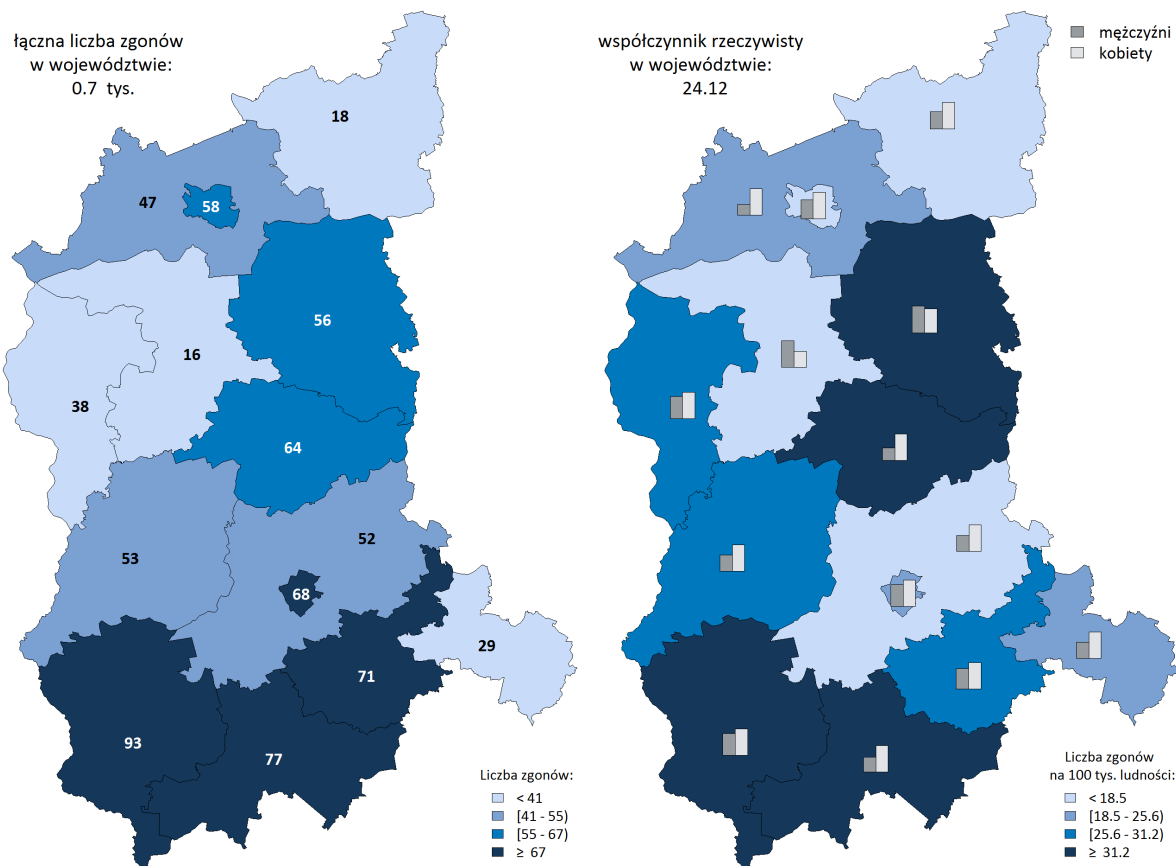 łączna liczba zgonów
w województwie:
0.7 tys.
18
47
58
56
16
38
64
53
52
68
29
71
93
77
Liczba zgonów:
< 41
[41 - 55)
[55 - 67)
≥ 67
współczynnik rzeczywisty
w województwie:
24.12
mężczyźni
kobiety
Liczba zgonów
na 100 tys. ludności:
< 18.5
[18.5 - 25.6)
[25.6 - 31.2)
≥ 31.2